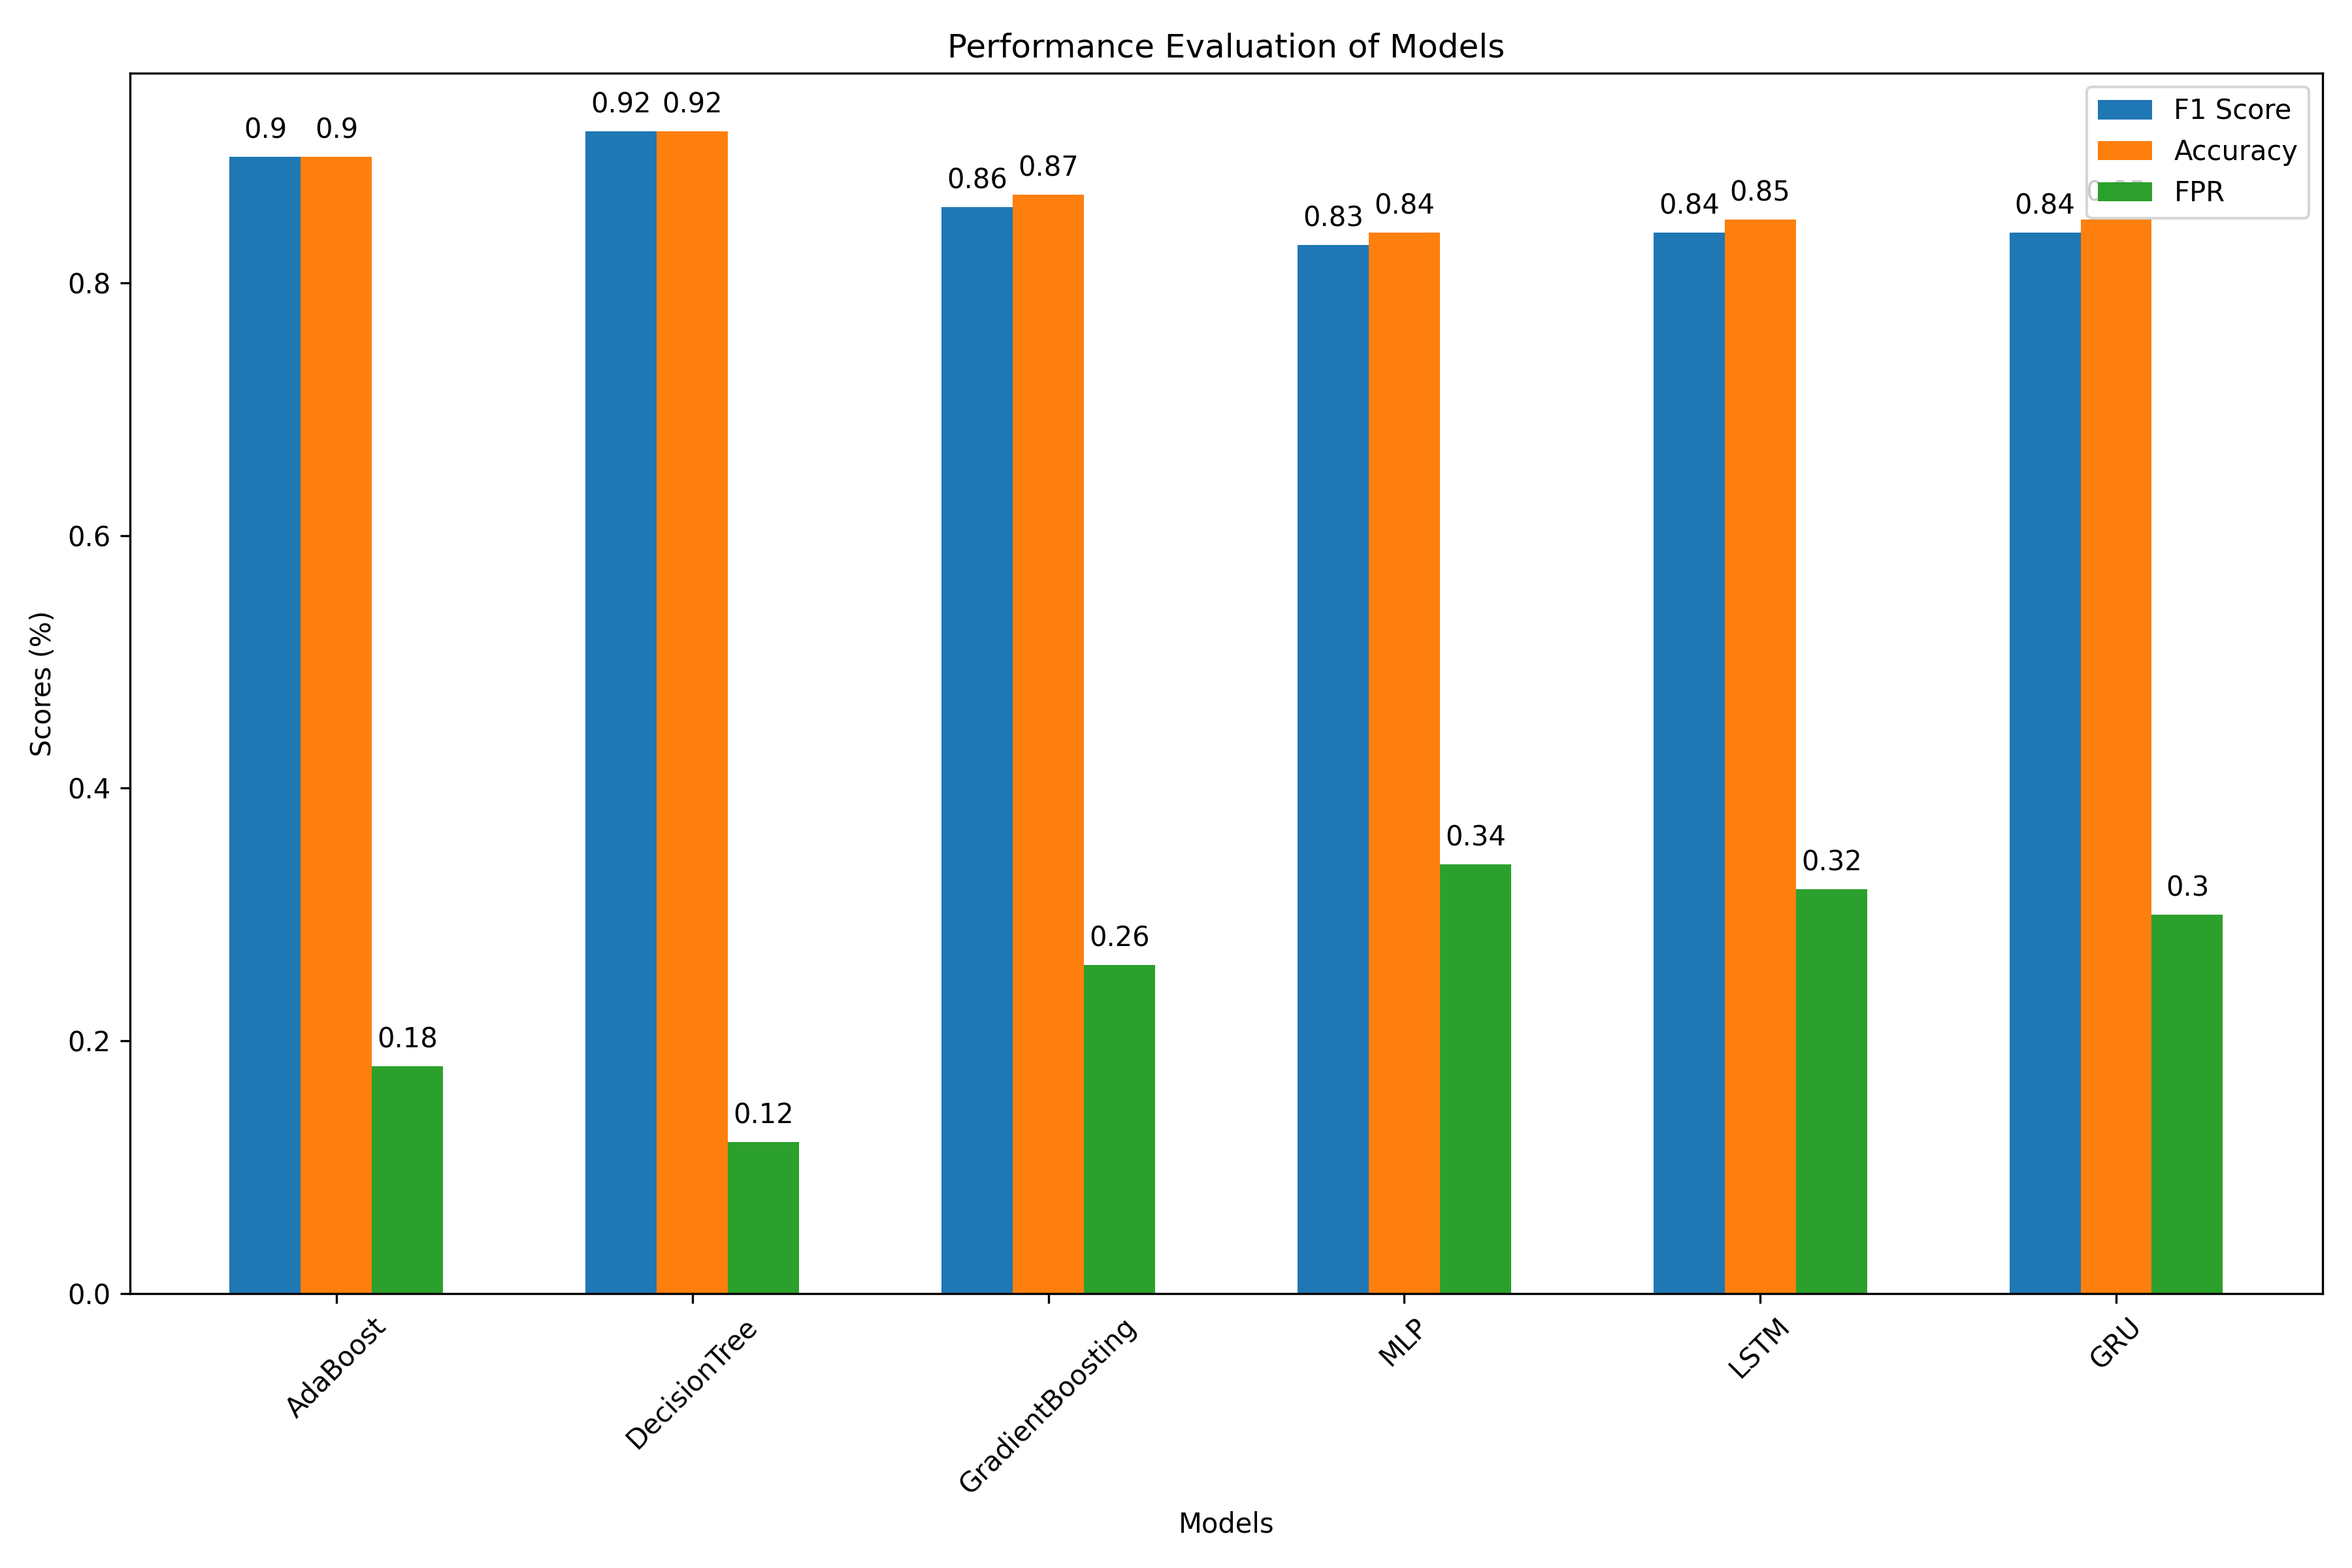 Performance Evaluation of Models
F1 Score
Accuracy
FPR
0.9 0.9 0.18
0.92 0.92 0.12
0.86 0.87 0.26
0.83 0.84 0.34
0.84 0.85 0.32
0.84 0.3
Scores (%)
0.8
0.6
0.4
0.2
0.0
AdaBoost
DecisionTree
GradientBoosting
MLP
LSTM
GRU
Models